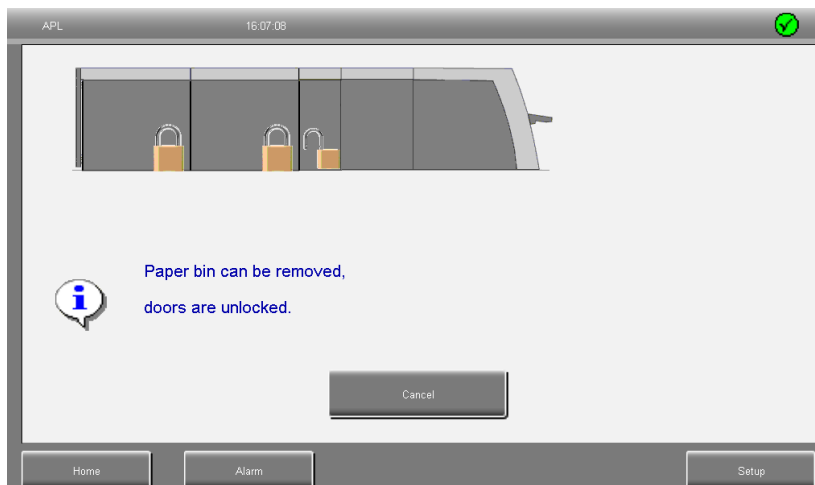 APL
16:07:08
Paper bin can be removed,
doors are unlocked.
Cancel
Home
Alarm
Setup